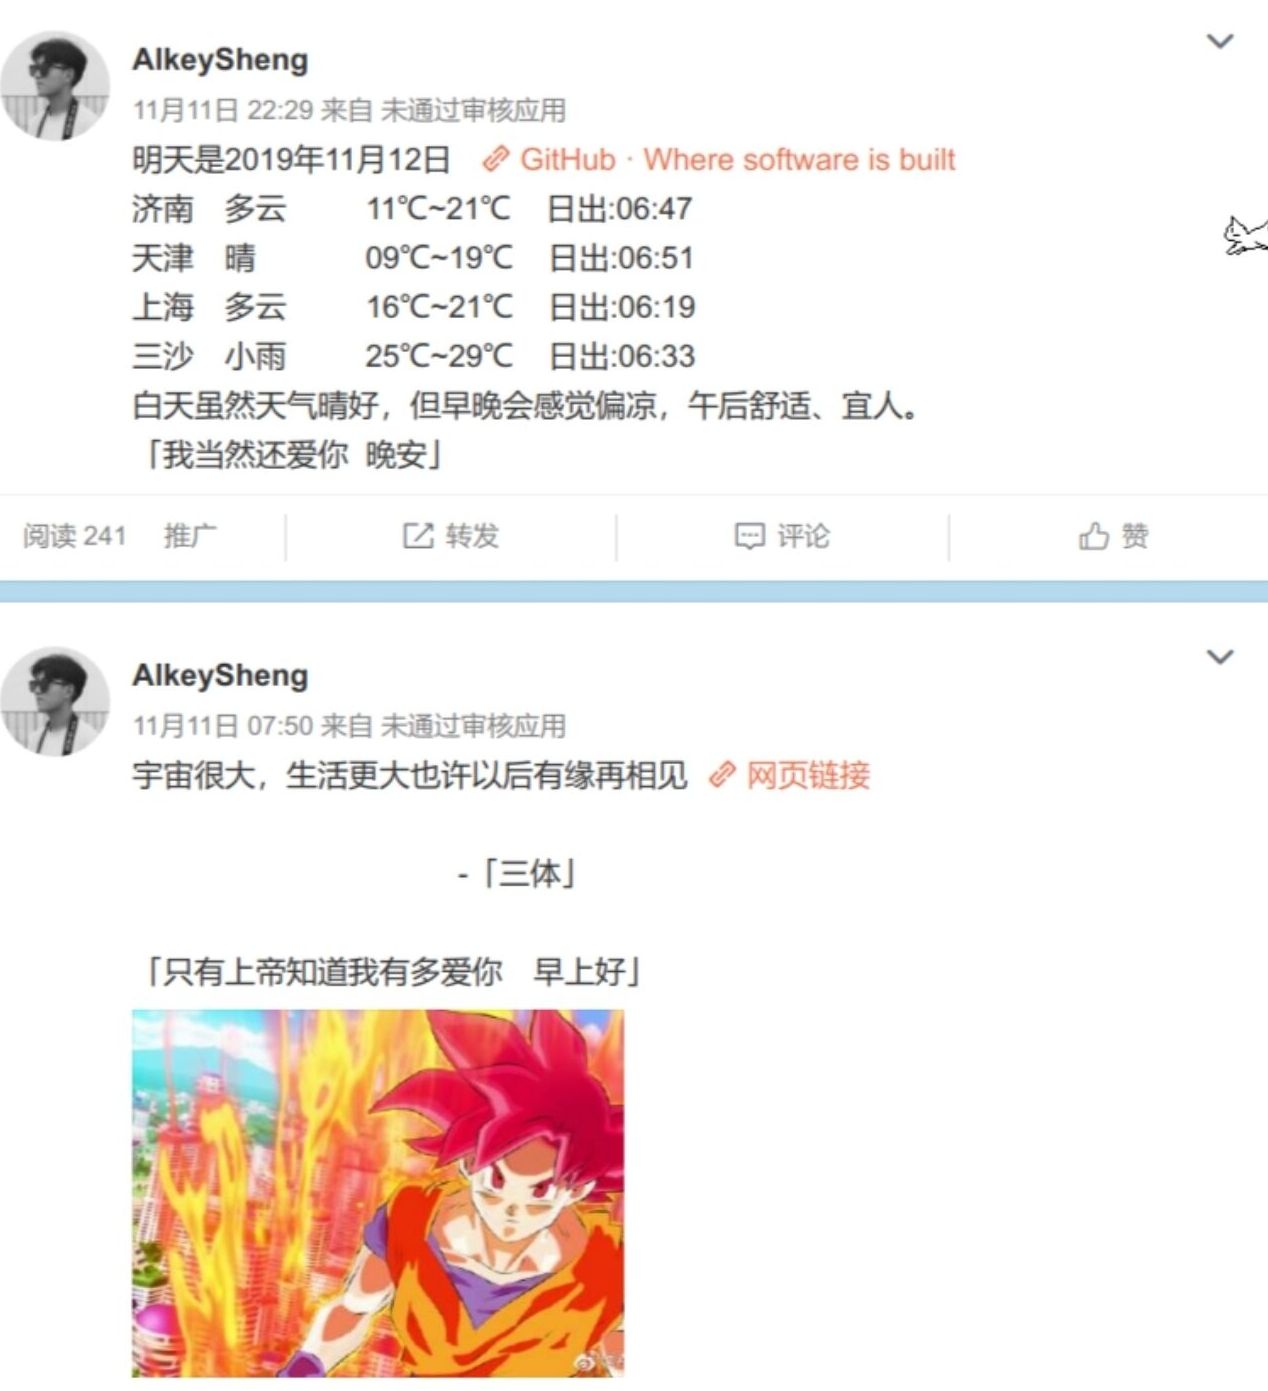 AlkeySheng
11月11日 22:29 来自 未通过审核应用
明天是2019年11月12日 GitHub · Where software is built
济南 多云 11℃~21℃ 日出:06:47
天津 晴 09℃~19℃ 日出:06:51
上海 多云 16℃~21℃ 日出:06:19
三沙 小雨 25℃~29℃ 日出:06:33
白天虽然天气晴好，但早晚会感觉偏凉，午后舒适、宜人。
「我当然还爱你 晚安」
阅读 241 推广 转发 评论 赞
AlkeySheng
11月11日 07:50 来自 未通过审核应用
宇宙很大，生活更大也许以后有缘再相见 网页链接
-「三体」
「只有上帝知道我有多爱你 早上好」